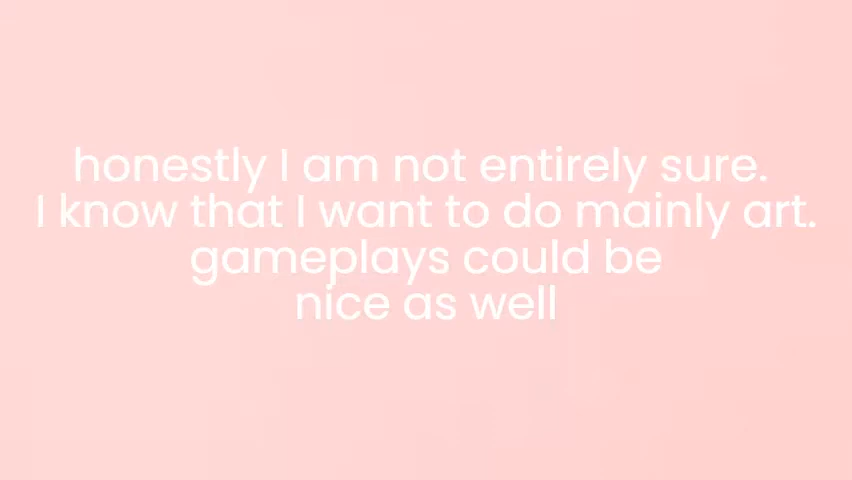 honestly I am not entirely sure.
I know that I want to do mainly art.
gameplays could be
nice as well